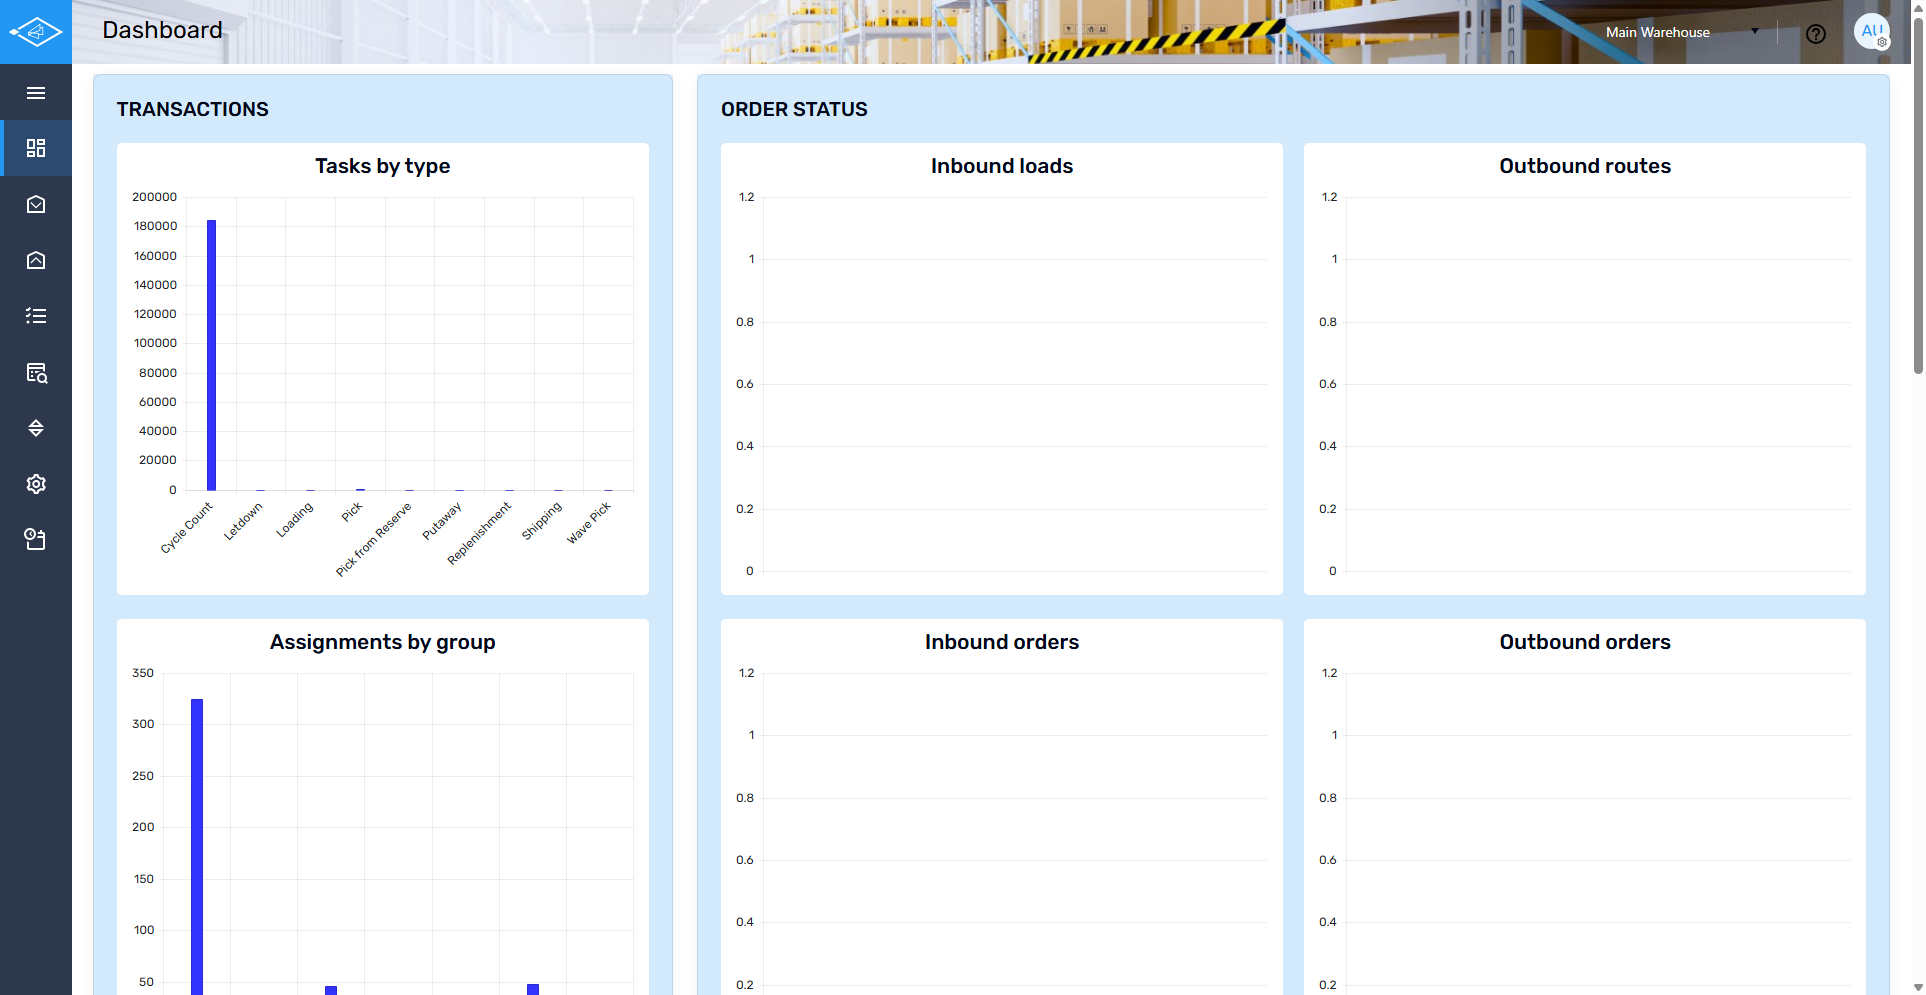 Dashboard
Main Warehouse
AU
TRANSACTIONS
Tasks by type
200000
180000
160000
140000
120000
100000
80000
60000
40000
20000
0
Cycle Count
Letdown
Loading
Pick
Pick from Reserve
Putaway
Replenishment
Shipping
Wave Pick
Assignments by group
350
300
250
200
150
100
50
ORDER STATUS
Inbound loads
1.2
1
0.8
0.6
0.4
0.2
0
Outbound routes
1.2
1
0.8
0.6
0.4
0.2
0
Inbound orders
1.2
1
0.8
0.6
0.4
0.2
Outbound orders
1.2
1
0.8
0.6
0.4
0.2